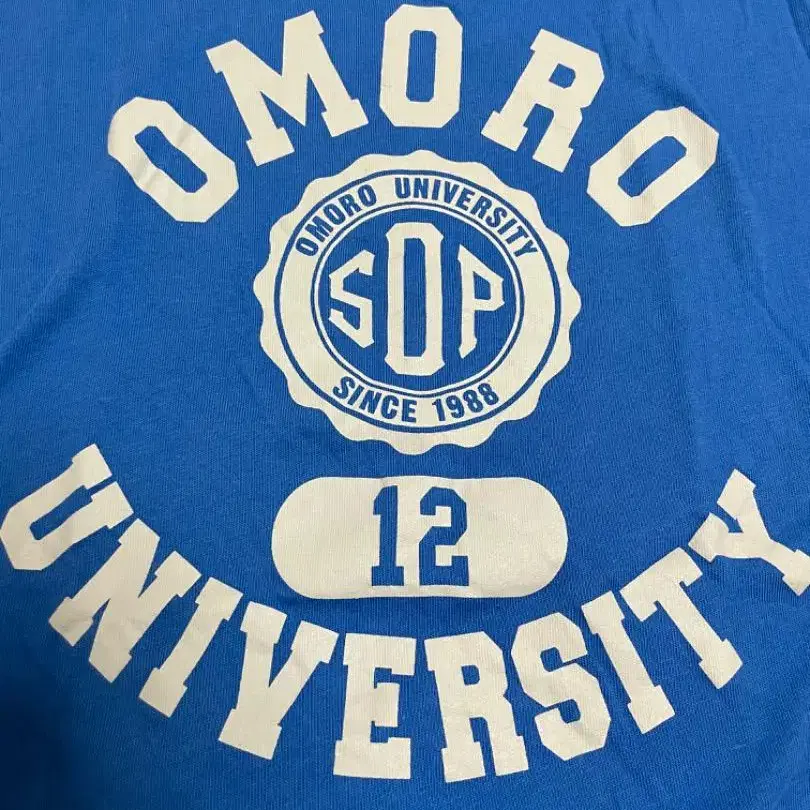 OMORO
OMORO UNIVERSITY
SOP
SINCE 1988
12
UNIVERSITY